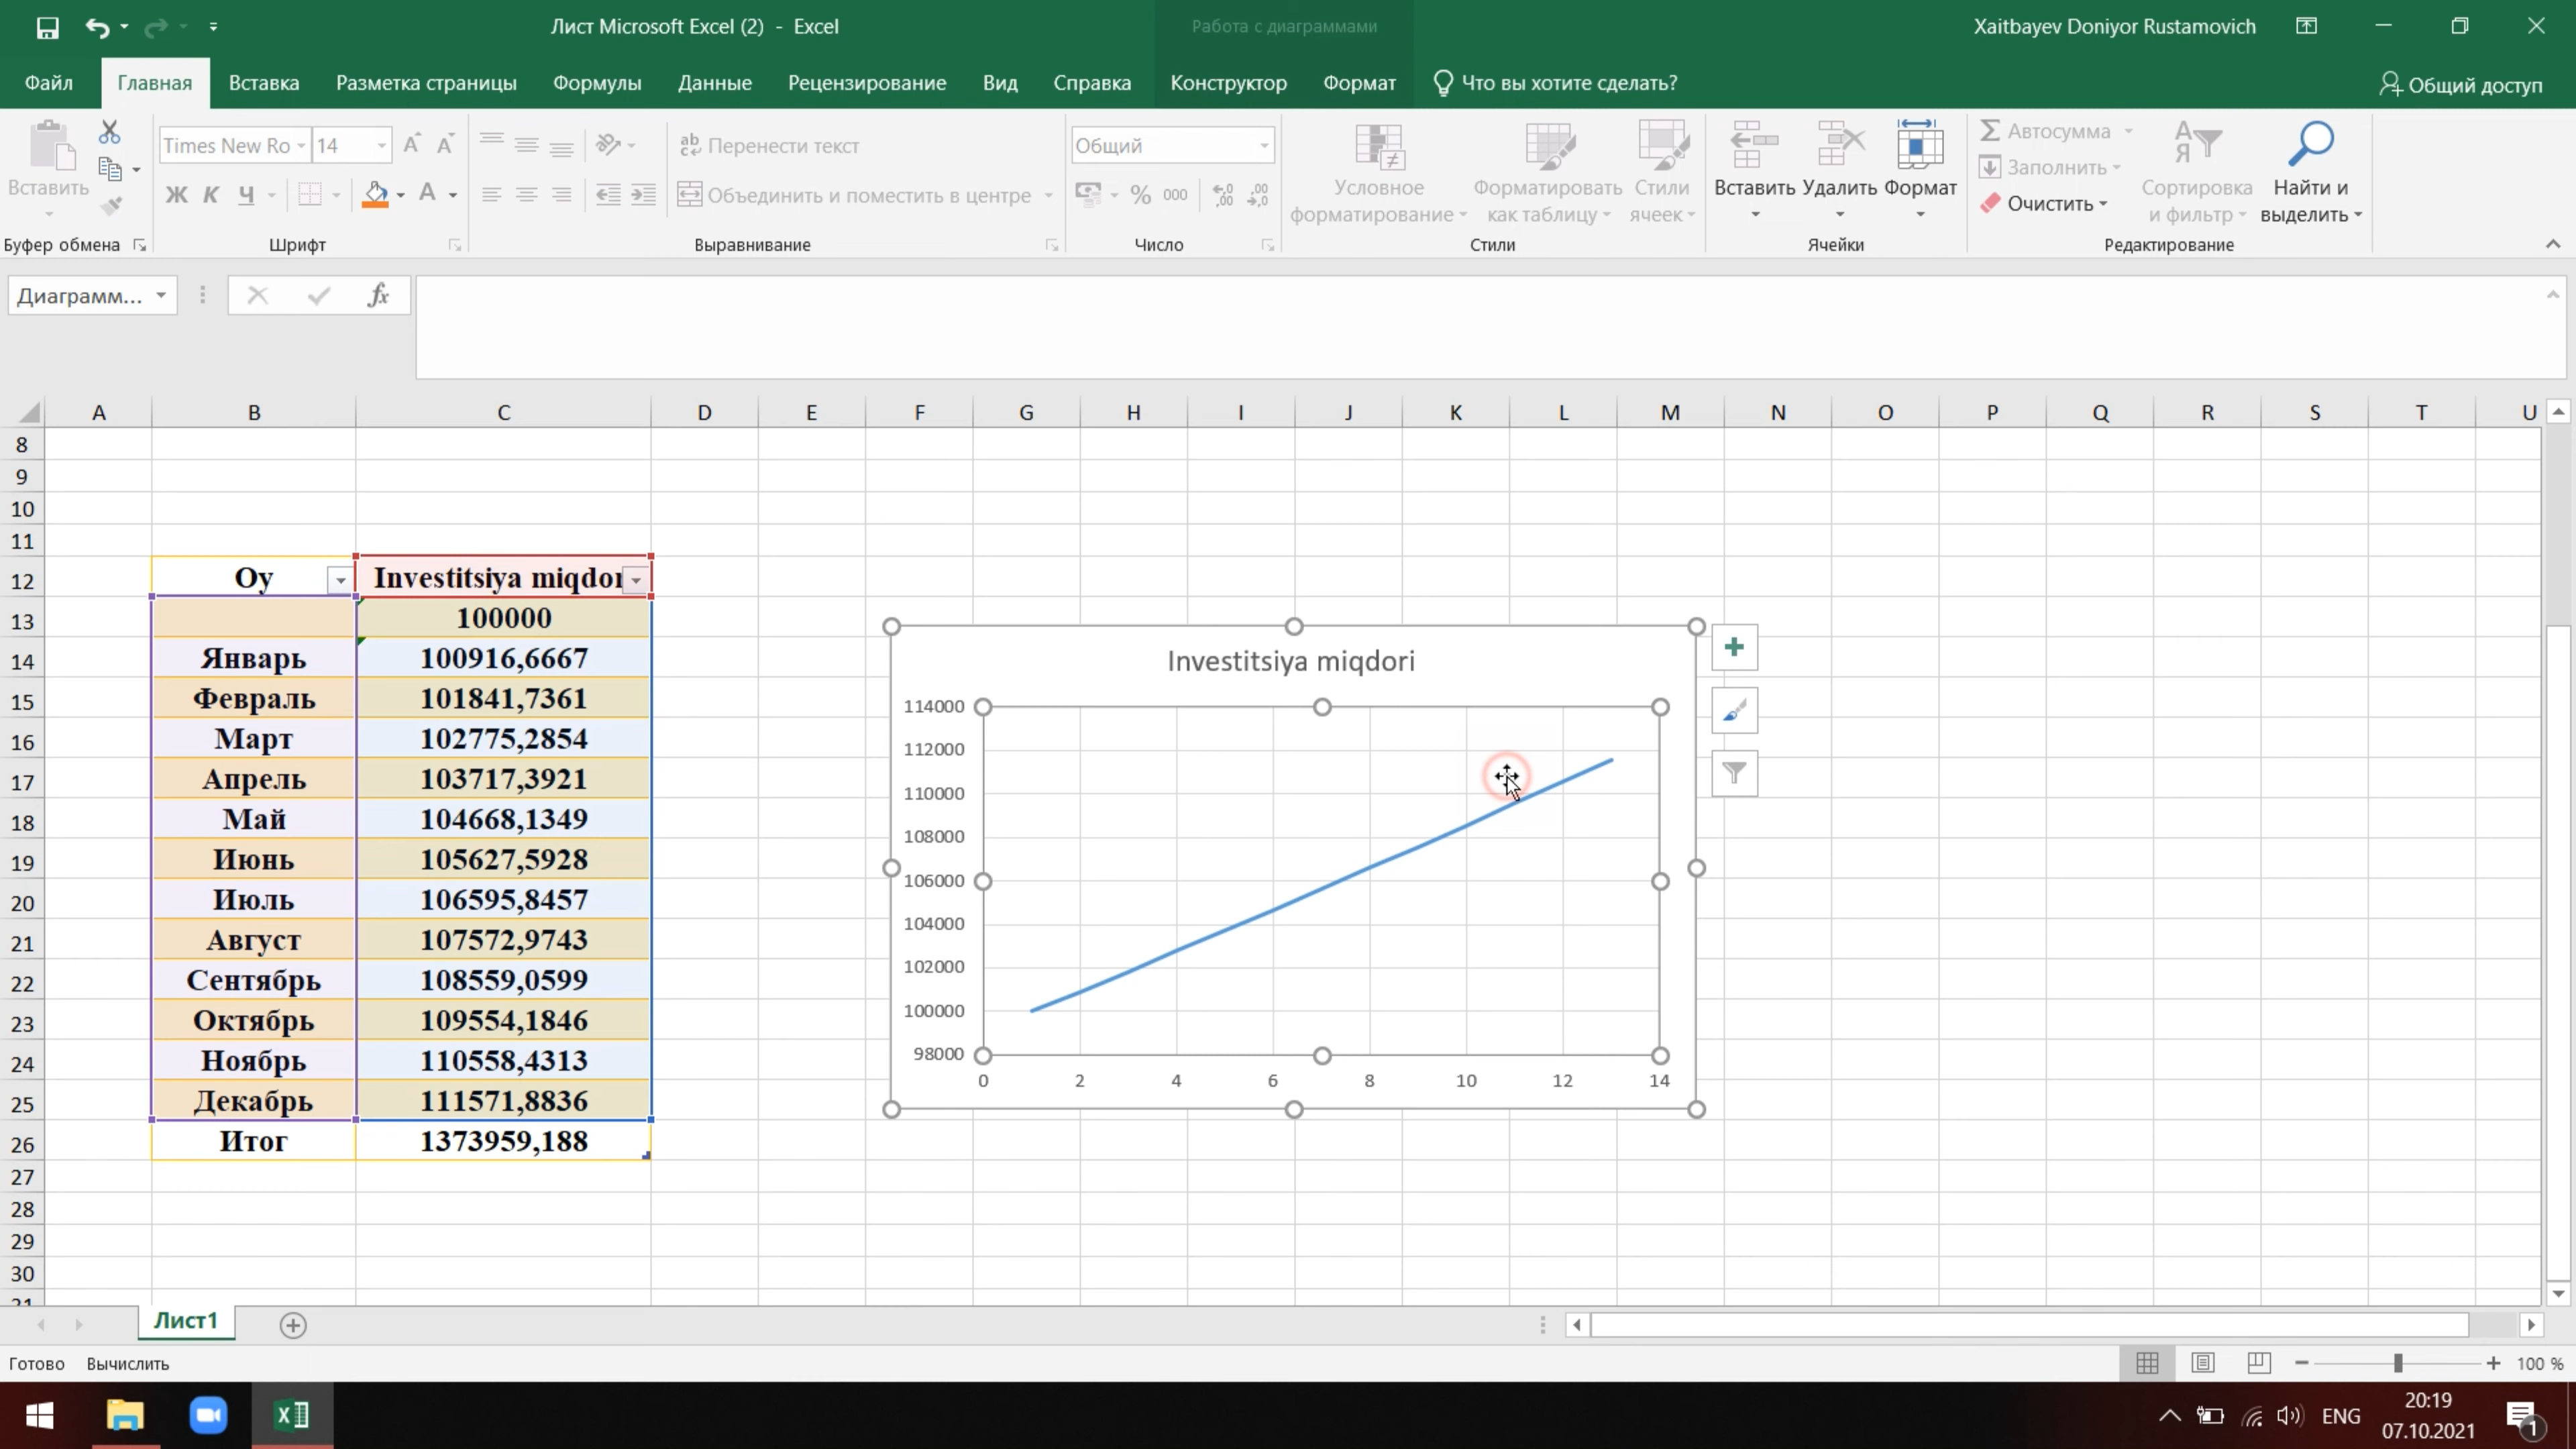 Лист Microsoft Excel (2) - Excel
Работа с диаграммами
Xaitbayev Doniyor Rustamovich
Файл Главная Вставка Разметка страницы Формулы Данные Рецензирование Вид Справка Конструктор Формат Что вы хотите сделать? Общий доступ
Вставить
Буфер обмена
Times New Ro 14
Ж К Ч А
Шрифт
Перенести текст
Объединить и поместить в центре
Выравнивание
Общий
% 000
Число
Условное форматирование
Форматировать как таблицу
Стили ячеек
Стили
Вставить Удалить Формат
Ячейки
Автосумма
Заполнить
Очистить
Сортировка и фильтр
Найти и выделить
Редактирование
Диаграмм... fx
A B C D E F G H I J K L M N O P Q R S T U
8
9
10
11
12 Oy Investitsiya miqdor
13 100000
14 Январь 100916,6667
15 Февраль 101841,7361
16 Март 102775,2854
17 Апрель 103717,3921
18 Май 104668,1349
19 Июнь 105627,5928
20 Июль 106595,8457
21 Август 107572,9743
22 Сентябрь 108559,0599
23 Октябрь 109554,1846
24 Ноябрь 110558,4313
25 Декабрь 111571,8836
26 Итог 1373959,188
27
28
29
30
Investitsiya miqdori
114000
112000
110000
108000
106000
104000
102000
100000
98000
0 2 4 6 8 10 12 14
Лист1
Готово Вычислить
100 %
ENG
20:19
07.10.2021
1